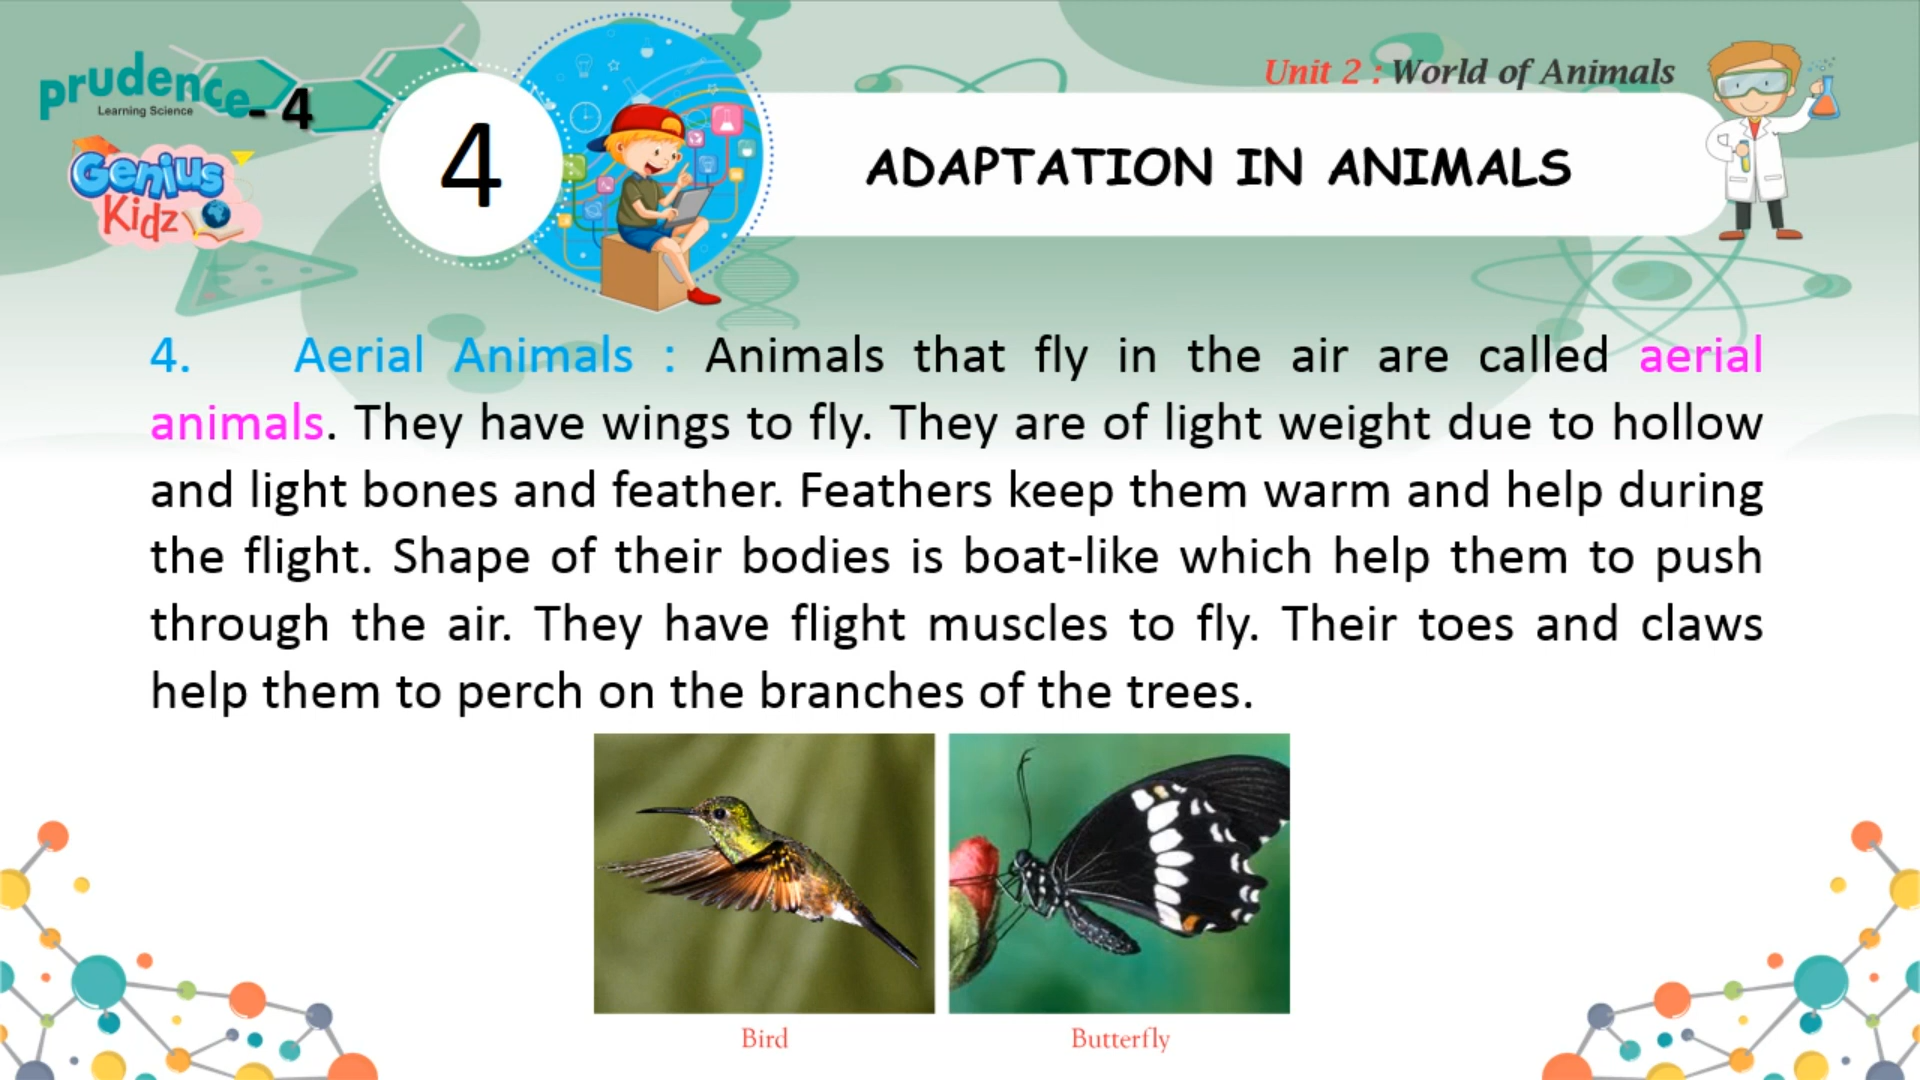 prudence - 4
Learning Science
Genius
Kidz
4
Unit 2 : World of Animals
ADAPTATION IN ANIMALS
4. Aerial Animals : Animals that fly in the air are called aerial
animals. They have wings to fly. They are of light weight due to hollow
and light bones and feather. Feathers keep them warm and help during
the flight. Shape of their bodies is boat-like which help them to push
through the air. They have flight muscles to fly. Their toes and claws
help them to perch on the branches of the trees.
Bird
Butterfly